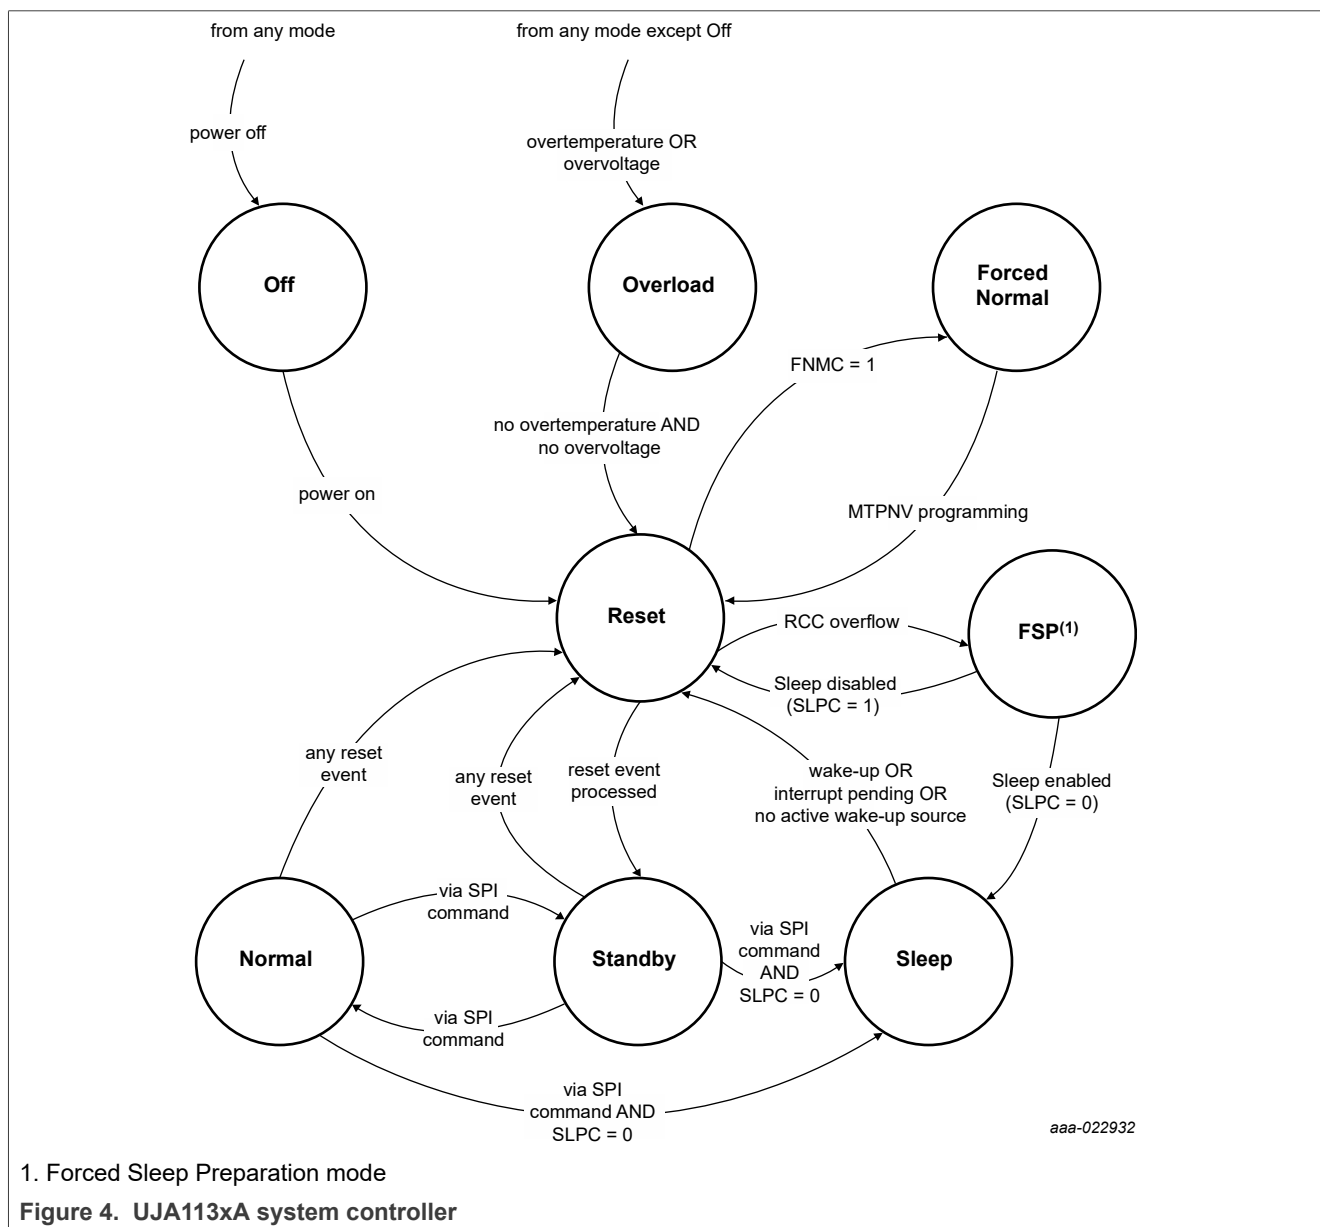 from any mode
from any mode except Off
power off
overtemperature OR
overvoltage
Off
Overload
Forced
Normal
FNMC = 1
no overtemperature AND
no overvoltage
power on
MTPNV programming
Reset
RCC overflow
FSP(1)
Sleep disabled
(SLPC = 1)
any reset
event
any reset
event
reset event
processed
wake-up OR
interrupt pending OR
no active wake-up source
Sleep enabled
(SLPC = 0)
via SPI
command
Normal
Standby
via SPI
command
AND
SLPC = 0
Sleep
via SPI
command
via SPI
command AND
SLPC = 0
aaa-022932
1. Forced Sleep Preparation mode
Figure 4. UJA113xA system controller